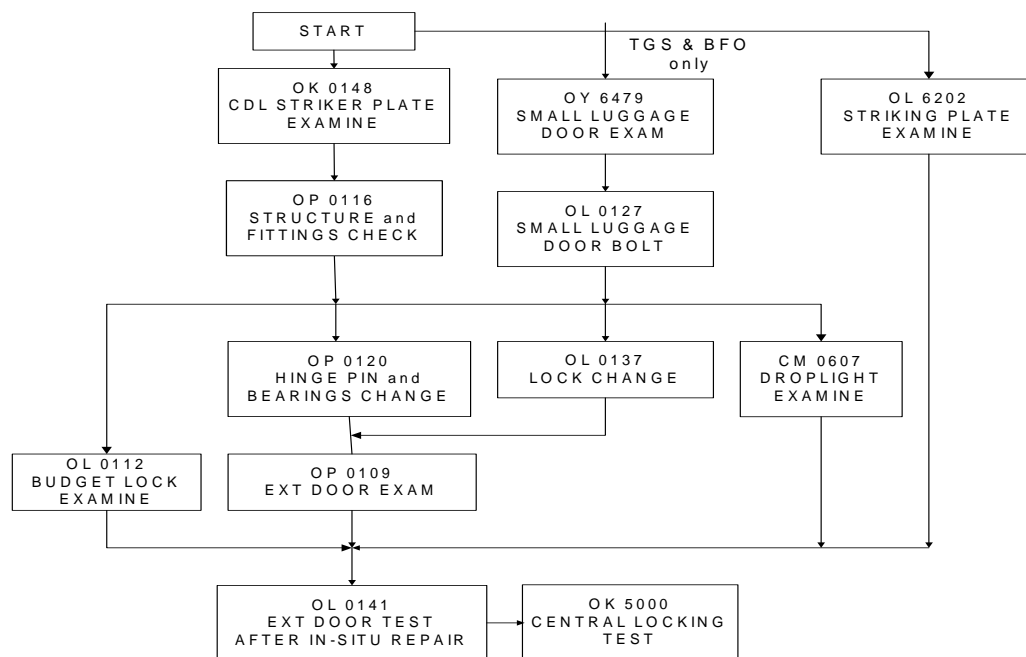 START
TGS & BFO
only
OK 0148
CDL STRIKER PLATE
EXAMINE
OY 6479
SMALL LUGGAGE
DOOR EXAM
OL 6202
STRIKING PLATE
EXAMINE
OP 0116
STRUCTURE and
FITTINGS CHECK
OL 0127
SMALL LUGGAGE
DOOR BOLT
OP 0120
HINGE PIN and
BEARINGS CHANGE
OL 0137
LOCK CHANGE
CM 0607
DROPLIGHT
EXAMINE
OL 0112
BUDGET LOCK
EXAMINE
OP 0109
EXT DOOR EXAM
OL 0141
EXT DOOR TEST
AFTER IN-SITU REPAIR
OK 5000
CENTRAL LOCKING
TEST